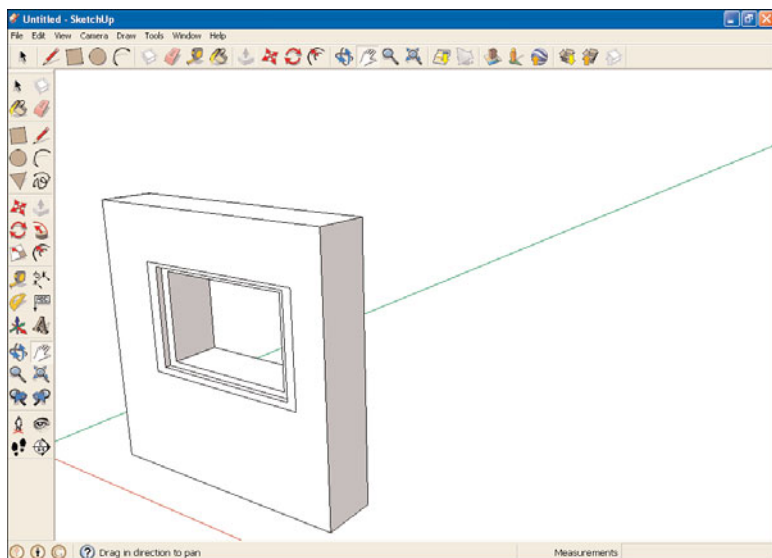 Untitled - SketchUp
File Edit View Camera Draw Tools Window Help
Drag in direction to pan
Measurements